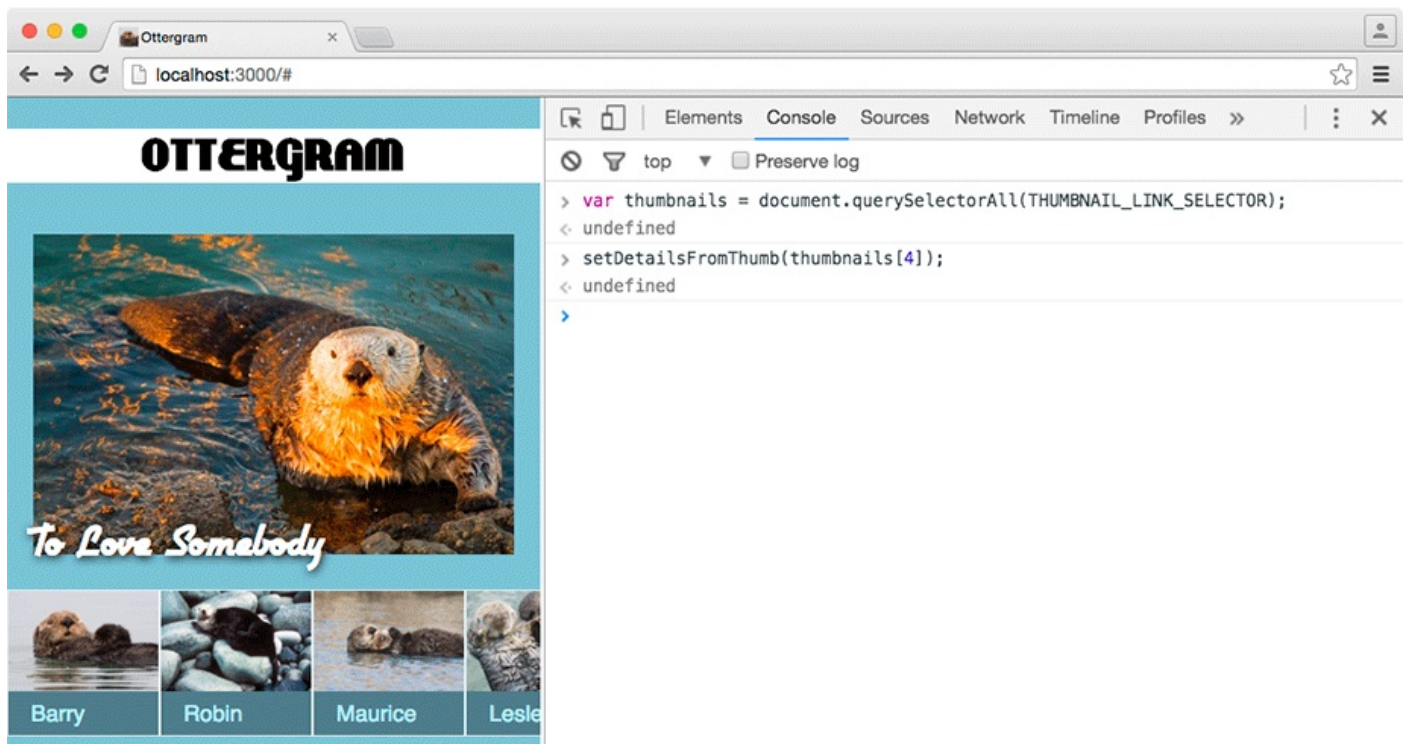 Ottergram
localhost:3000/#
OTTERGRAM
To Love Somebody
Barry Robin Maurice Lesle
Elements Console Sources Network Timeline Profiles »
top Preserve log
> var thumbnails = document.querySelectorAll(THUMBNAIL_LINK_SELECTOR);
undefined
> setDetailsFromThumb(thumbnails[4]);
undefined
>